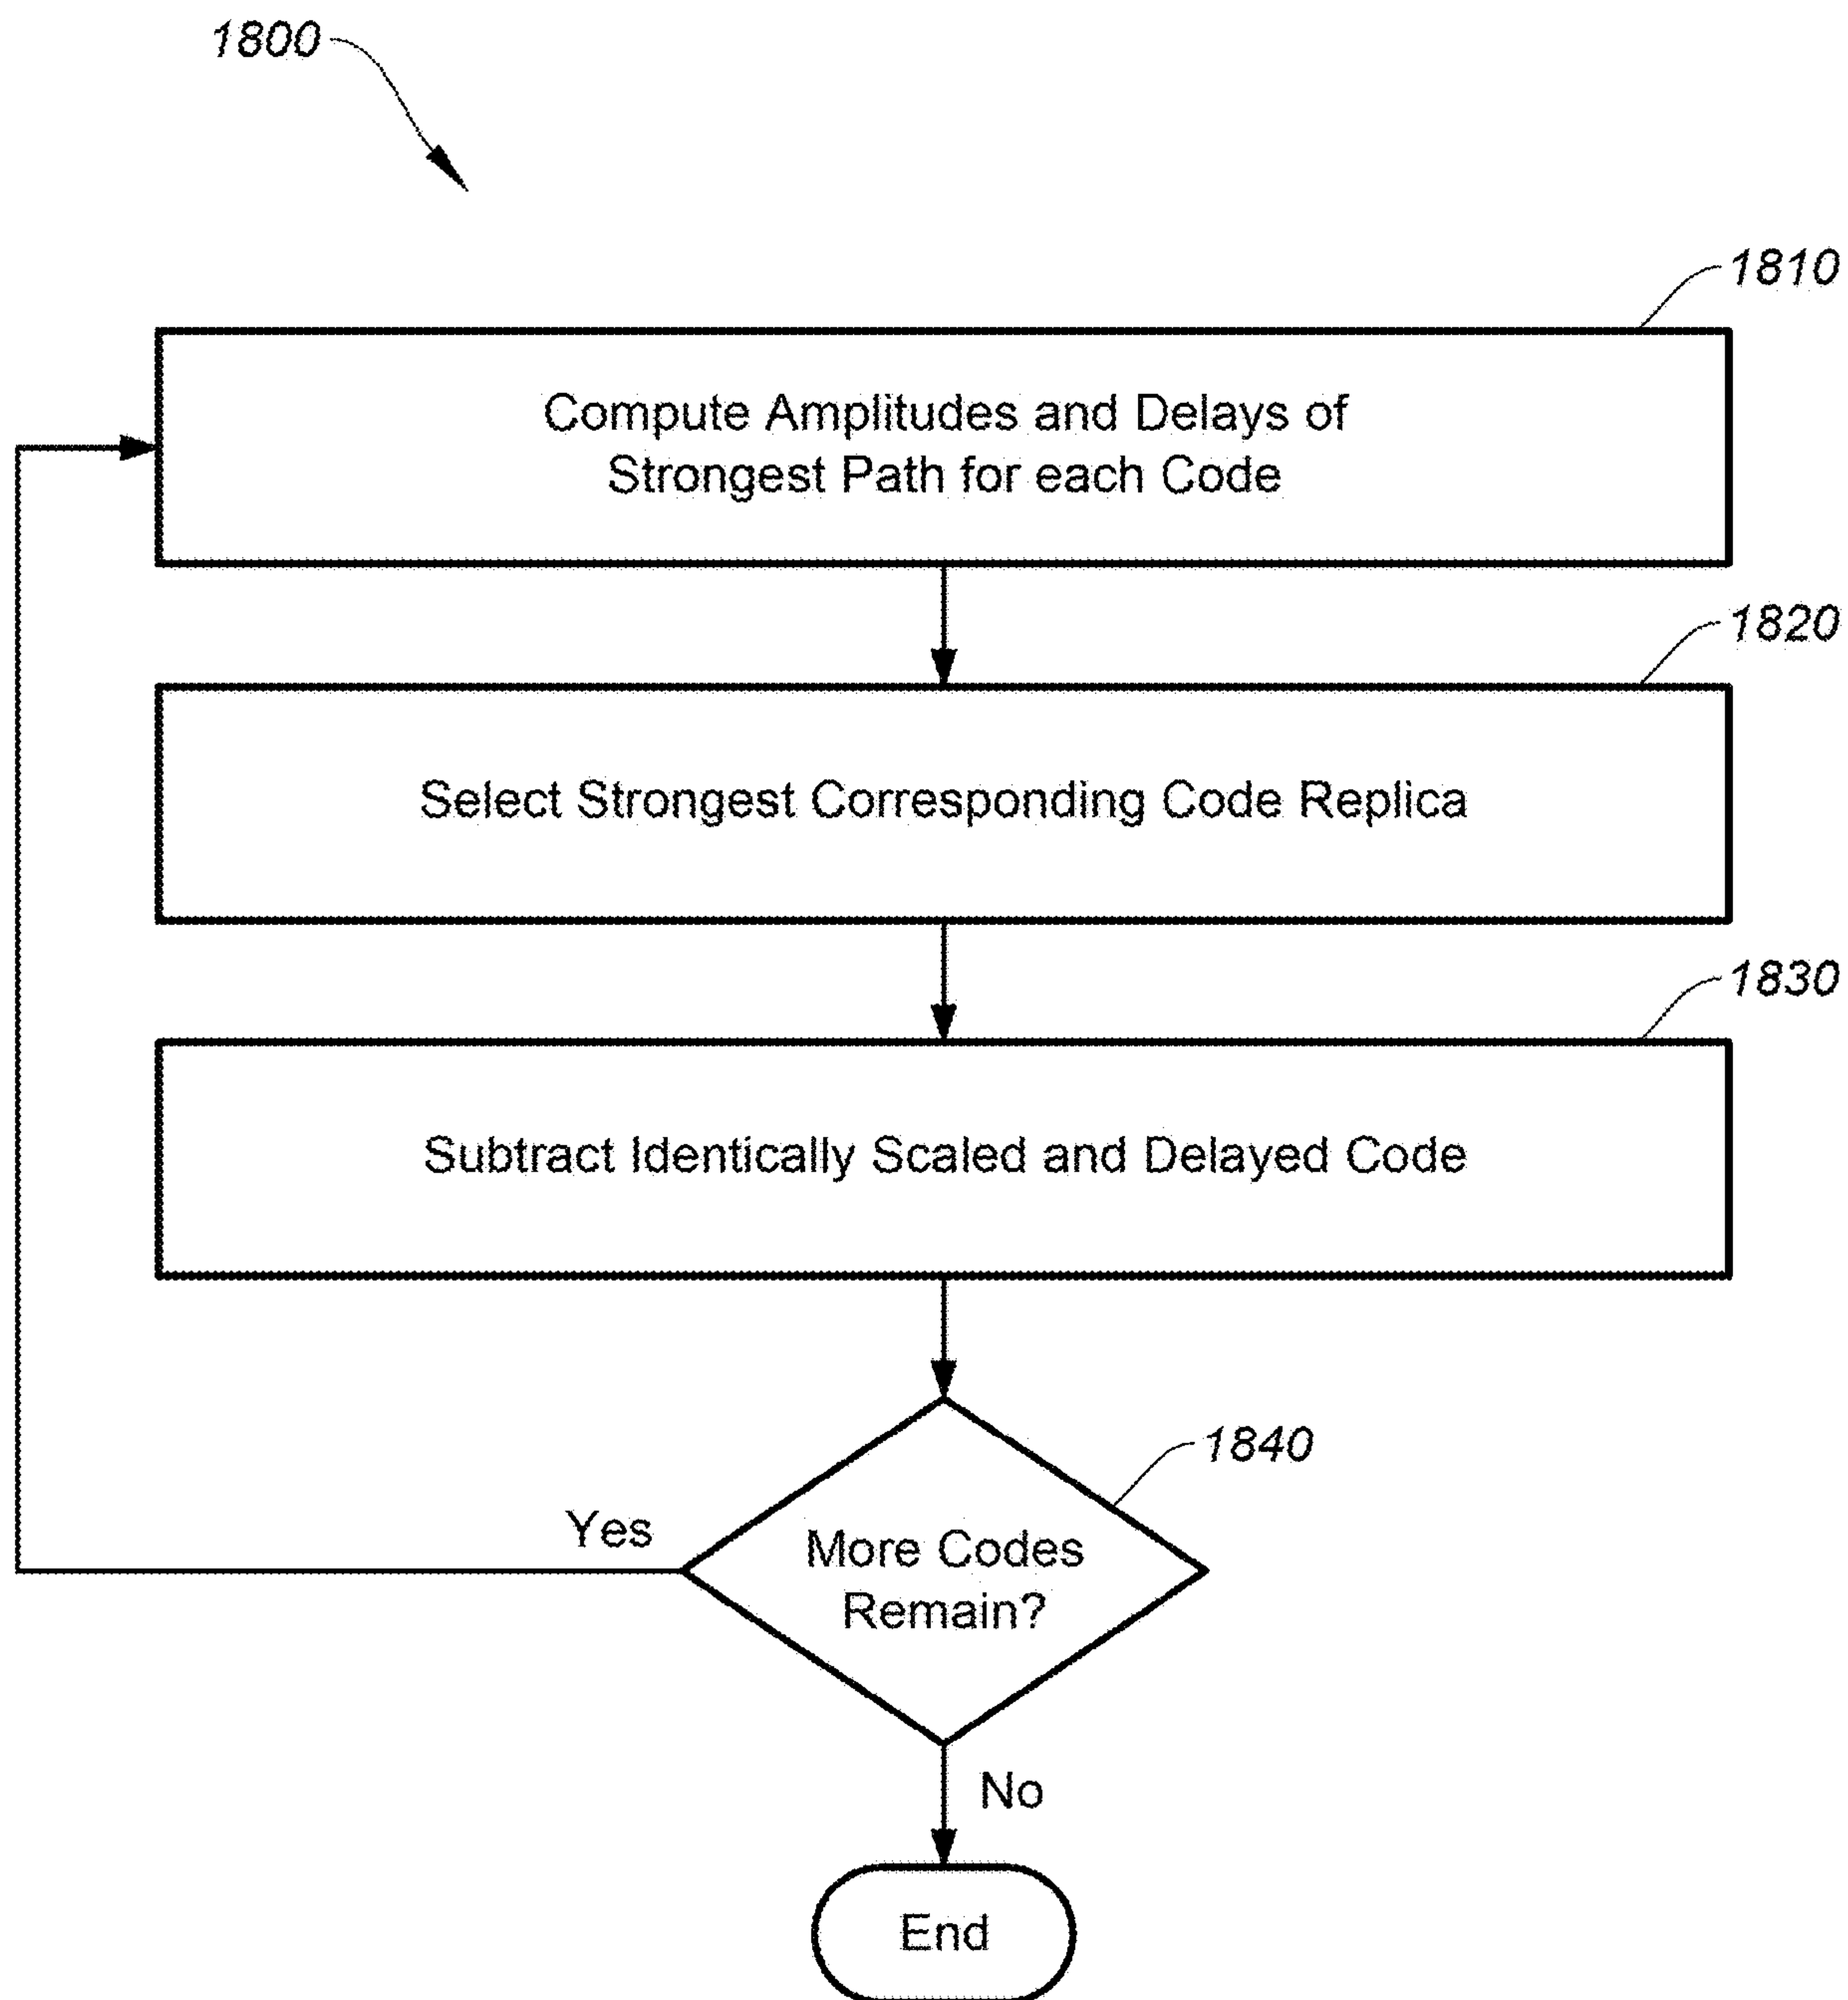 1800
1810
Compute Amplitudes and Delays of
Strongest Path for each Code
1820
Select Strongest Corresponding Code Replica
1830
Subtract Identically Scaled and Delayed Code
1840
Yes
More Codes
Remain?
No
End